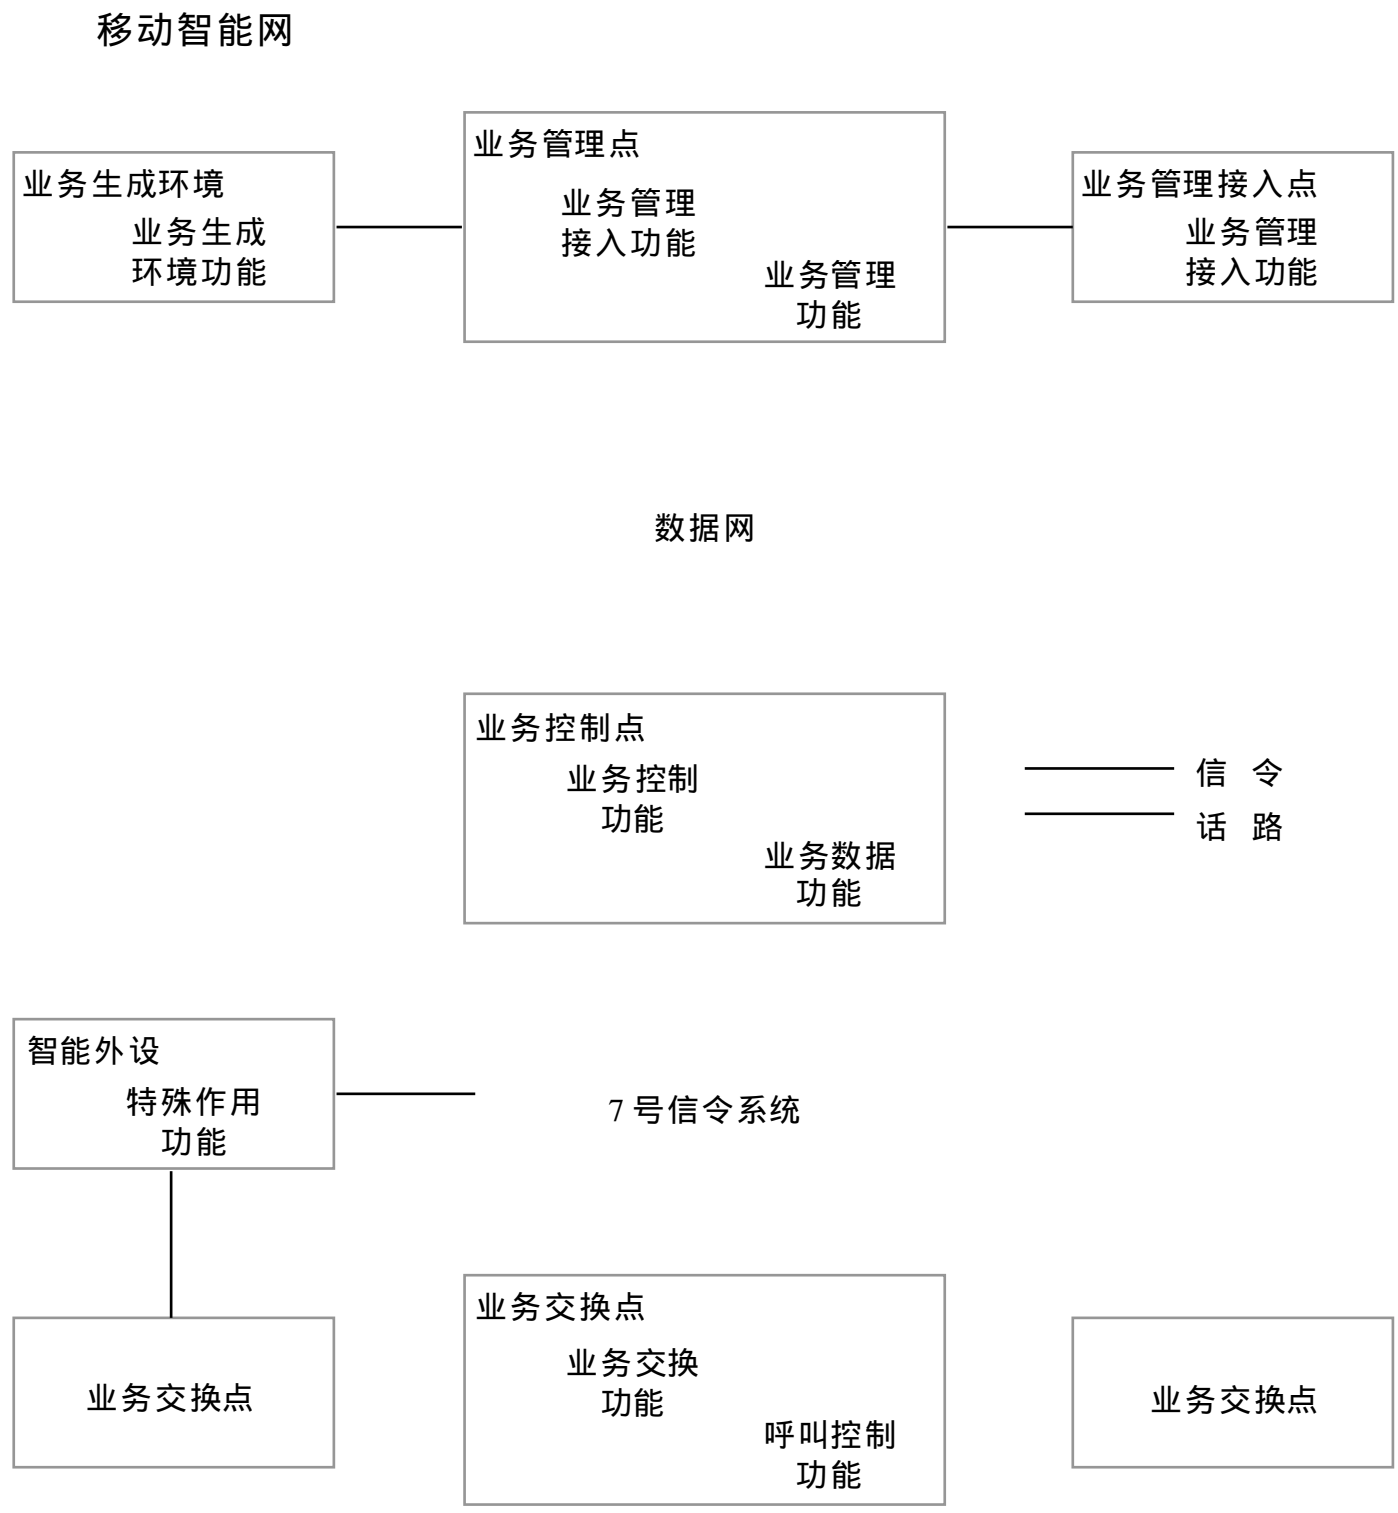 移动智能网
业务生成环境
业务生成
环境功能
业务管理点
业务管理
接入功能
业务管理
功能
业务管理接入点
业务管理
接入功能
数据网
业务控制点
业务控制
功能
业务数据
功能
信 令
话 路
智能外设
特殊作用
功能
7 号信令系统
业务交换点
业务交换点
业务交换
功能
呼叫控制
功能
业务交换点